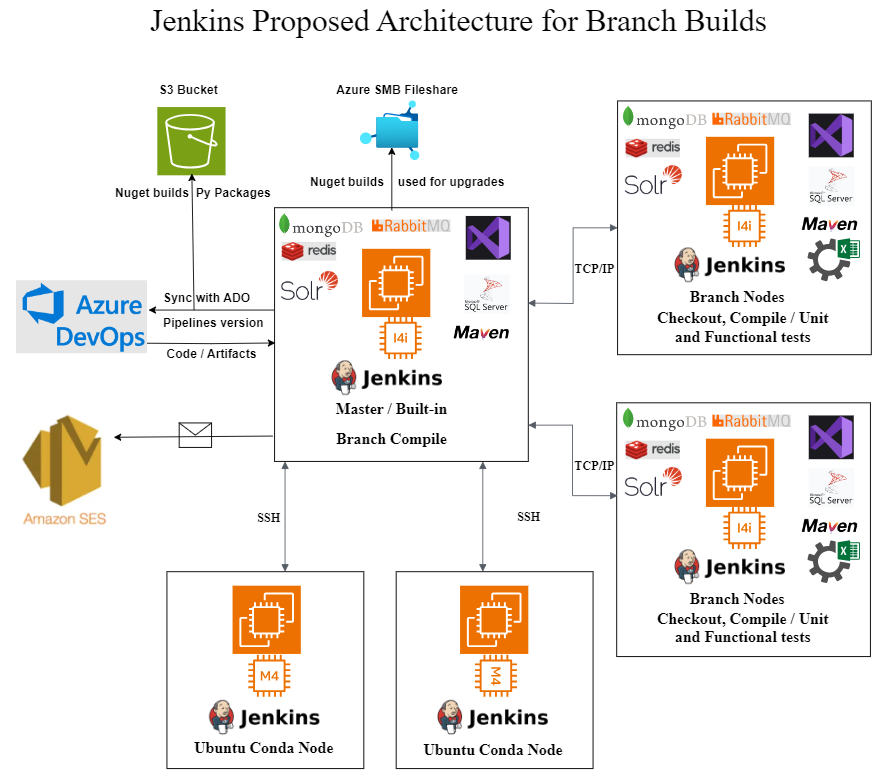 Jenkins Proposed Architecture for Branch Builds
S3 Bucket
Azure SMB Fileshare
Nuget builds
Py Packages
Nuget builds
used for upgrades
mongoDB
RabbitMQ
redis
Solr
Microsoft
SQL Server
Maven
I4i
Jenkins
Master / Built-in
Branch Compile
Azure
DevOps
Sync with ADO
Pipelines version
Code / Artifacts
Amazon SES
TCP/IP
mongoDB
RabbitMQ
redis
Solr
Microsoft
SQL Server
Maven
I4i
X
Jenkins
Branch Nodes
Checkout, Compile / Unit
and Functional tests
TCP/IP
mongoDB
RabbitMQ
redis
Solr
Microsoft
SQL Server
Maven
I4i
X
Jenkins
Branch Nodes
Checkout, Compile / Unit
and Functional tests
SSH
SSH
M4
Jenkins
Ubuntu Conda Node
M4
Jenkins
Ubuntu Conda Node